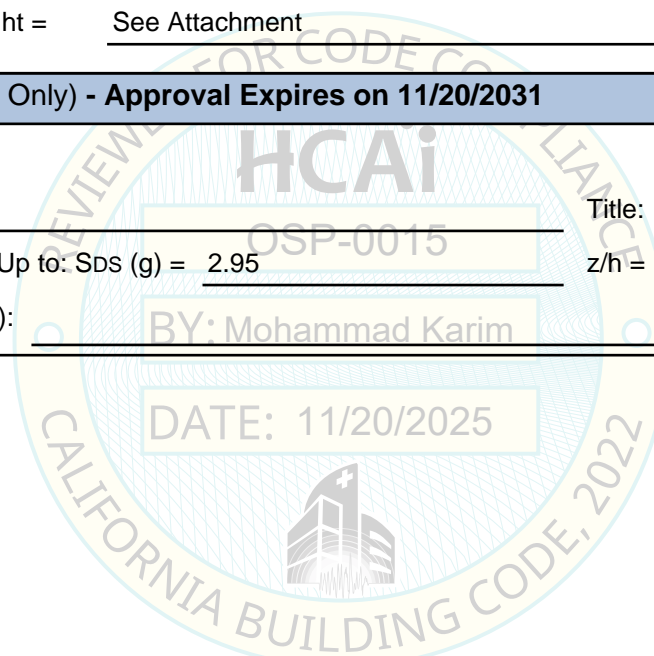 ht = See Attachment
Only) - Approval Expires on 11/20/2031
REVIEWED FOR CODE COMPLIANCE
HCAi
Title:
OSP-0015
Up to: SDS (g) = 2.95 z/h =
):
BY: Mohammad Karim
DATE: 11/20/2025
CALIFORNIA BUILDING CODE, 2022